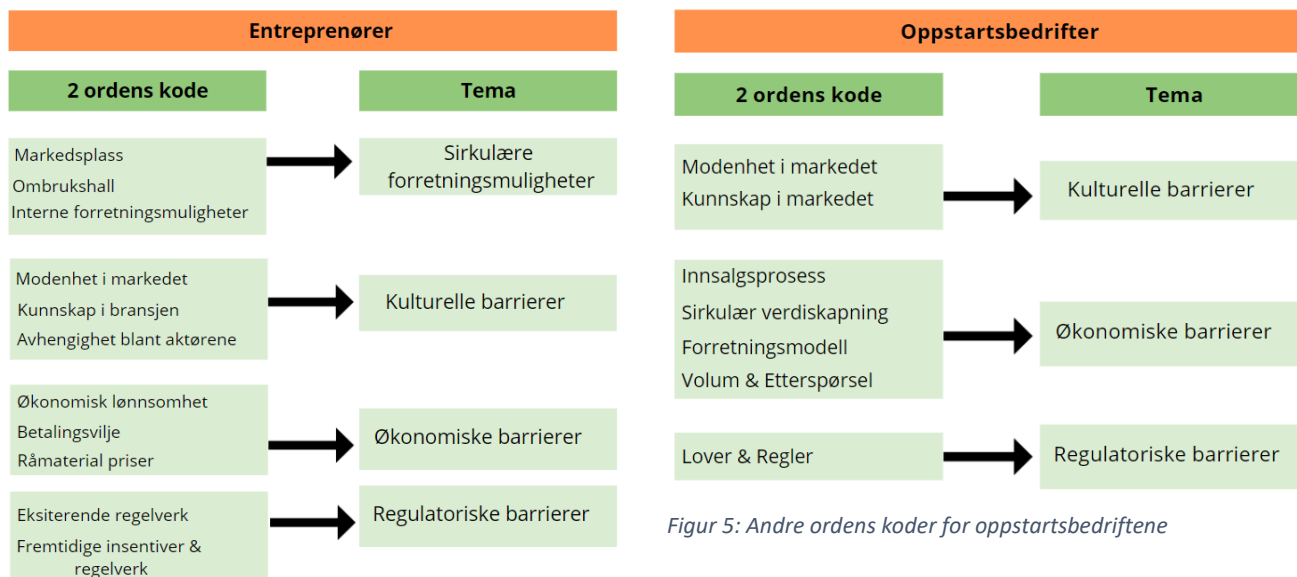 Entreprenører
2 ordens kode
Tema
Markedsplass
Ombrukshall
Interne forretningsmuligheter
Sirkulære
forretningsmuligheter
Modenhet i markedet
Kunnskap i bransjen
Avhengighet blant aktørene
Kulturelle barrierer
Økonomisk lønnsomhet
Betalingsvilje
Råmaterial priser
Økonomiske barrierer
Eksiterende regelverk
Fremtidige insentiver &
regelverk
Regulatoriske barrierer
Oppstartsbedrifter
2 ordens kode
Tema
Modenhet i markedet
Kunnskap i markedet
Kulturelle barrierer
Innsalgsprosess
Sirkulær verdiskapning
Forretningsmodell
Volum & Etterspørsel
Økonomiske barrierer
Lover & Regler
Regulatoriske barrierer
Figur 5: Andre ordens koder for oppstartsbedriftene